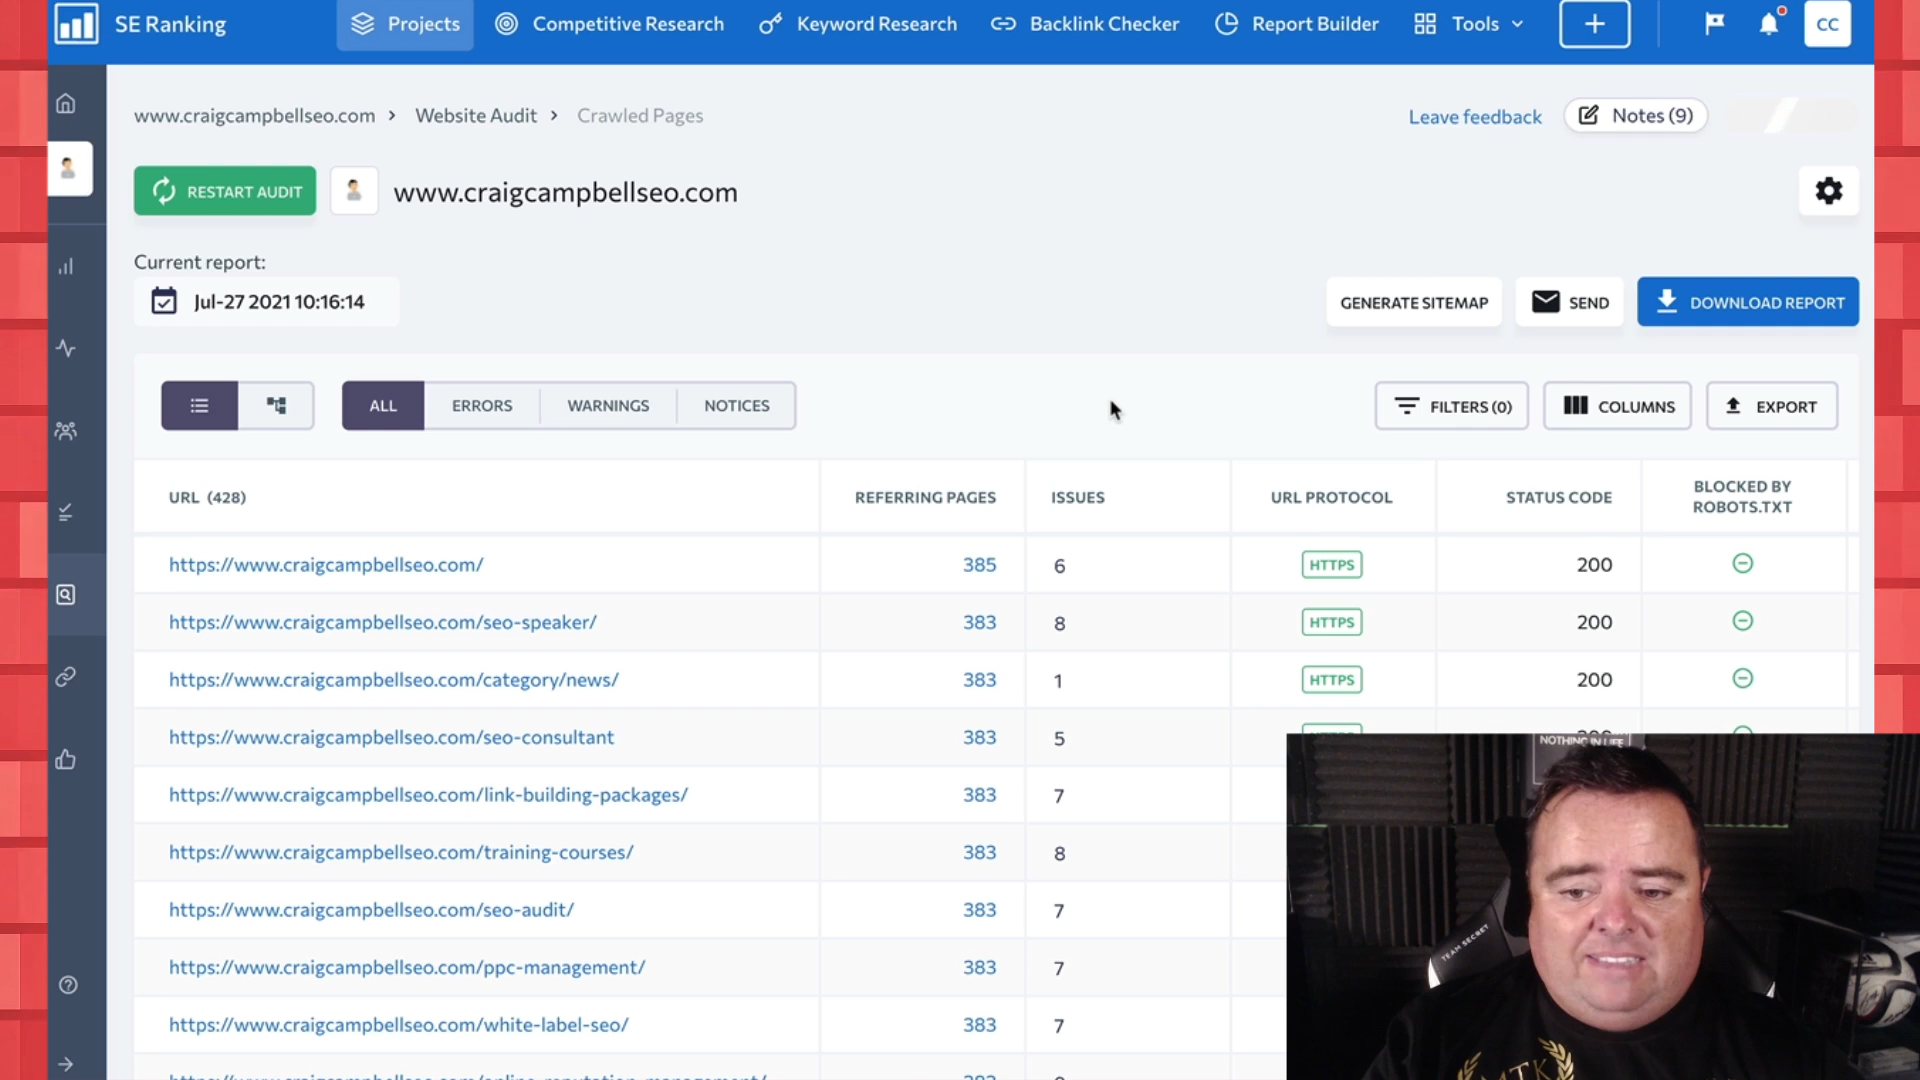 SE Ranking
Projects
Competitive Research
Keyword Research
Backlink Checker
Report Builder
Tools
CC
www.craigcampbellseo.com > Website Audit > Crawled Pages
Leave feedback
Notes (9)
RESTART AUDIT
www.craigcampbellseo.com
Current report:
Jul-27 2021 10:16:14
GENERATE SITEMAP
SEND
DOWNLOAD REPORT
ALL
ERRORS
WARNINGS
NOTICES
FILTERS (0)
COLUMNS
EXPORT
URL (428) REFERRING PAGES ISSUES URL PROTOCOL STATUS CODE BLOCKED BY ROBOTS.TXT
https://www.craigcampbellseo.com/ 385 6 HTTPS 200
https://www.craigcampbellseo.com/seo-speaker/ 383 8 HTTPS 200
https://www.craigcampbellseo.com/category/news/ 383 1 HTTPS 200
https://www.craigcampbellseo.com/seo-consultant 383 5
NOTHING IN LIFE
https://www.craigcampbellseo.com/link-building-packages/ 383 7
https://www.craigcampbellseo.com/training-courses/ 383 8
https://www.craigcampbellseo.com/seo-audit/ 383 7
TEAM SECRET
https://www.craigcampbellseo.com/ppc-management/ 383 7
https://www.craigcampbellseo.com/white-label-seo/ 383 7
MTK